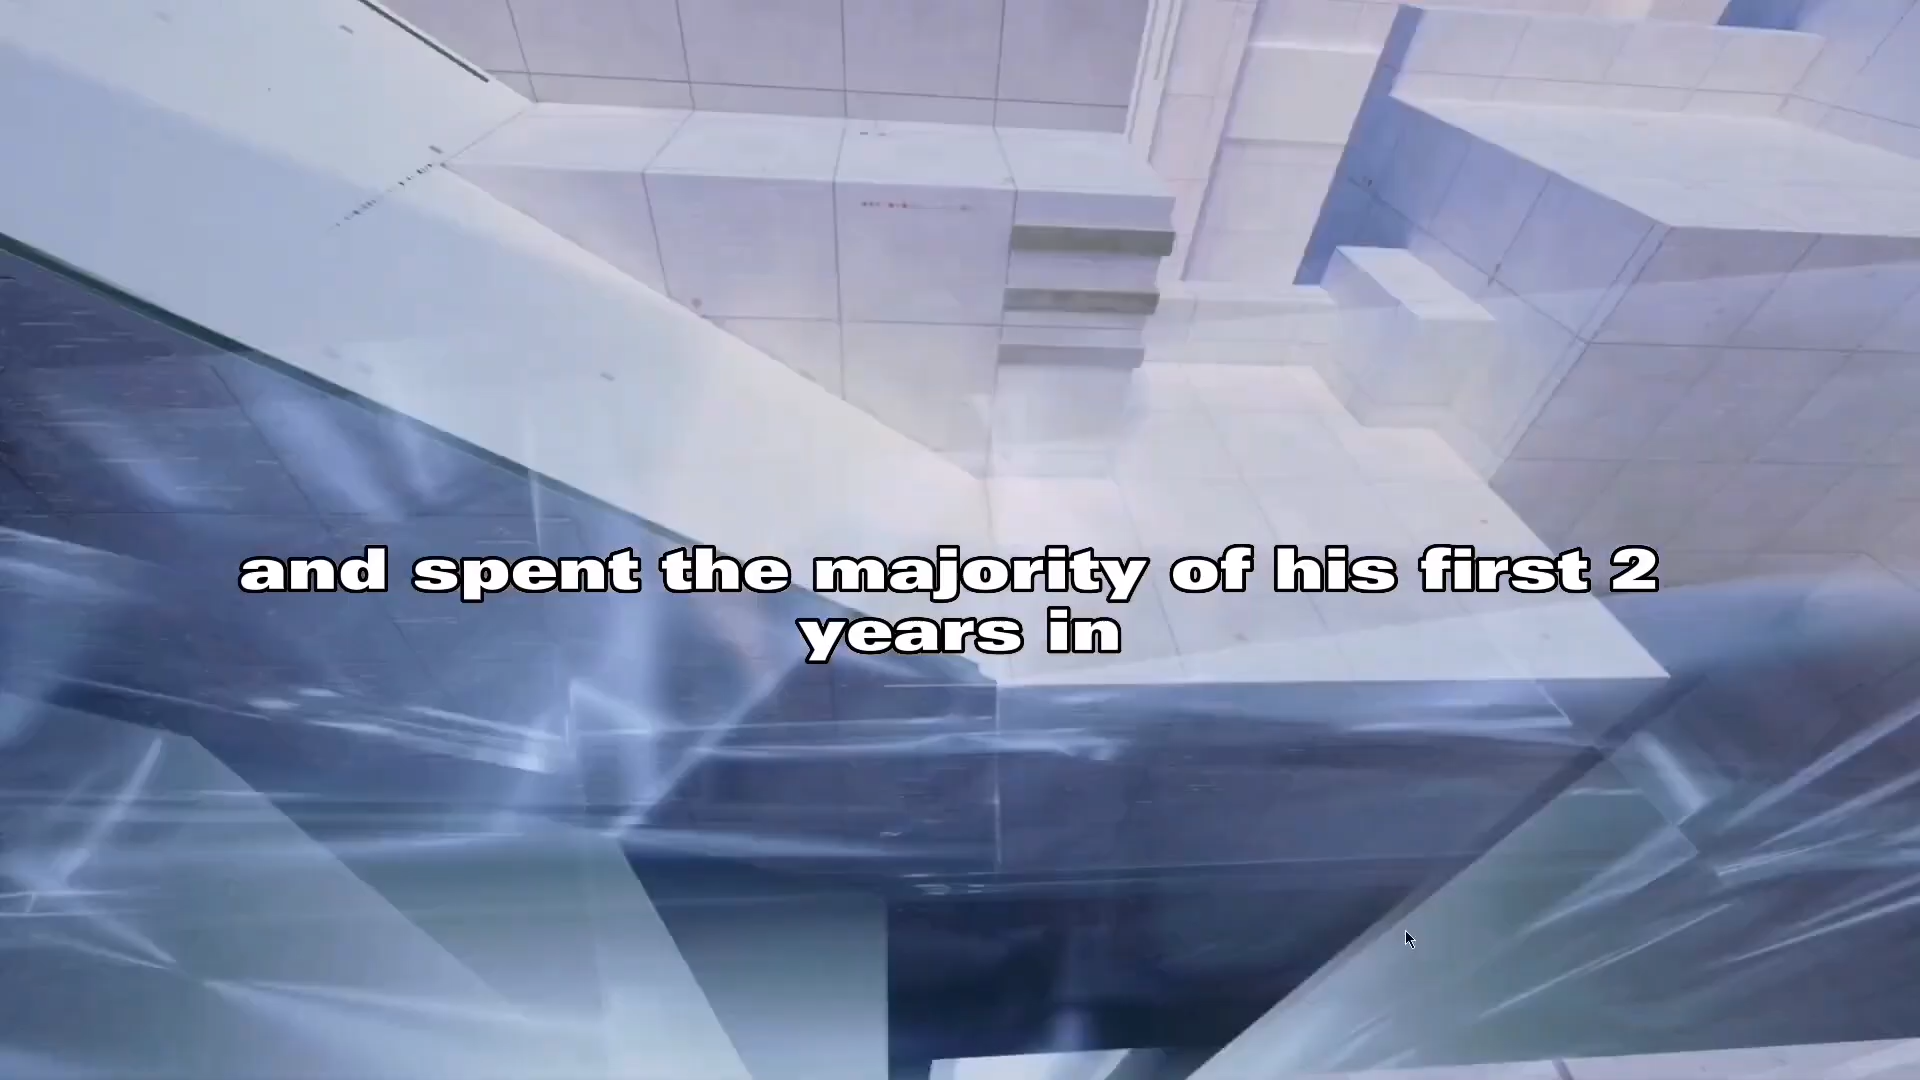 and spent the majority of his first 2
years in